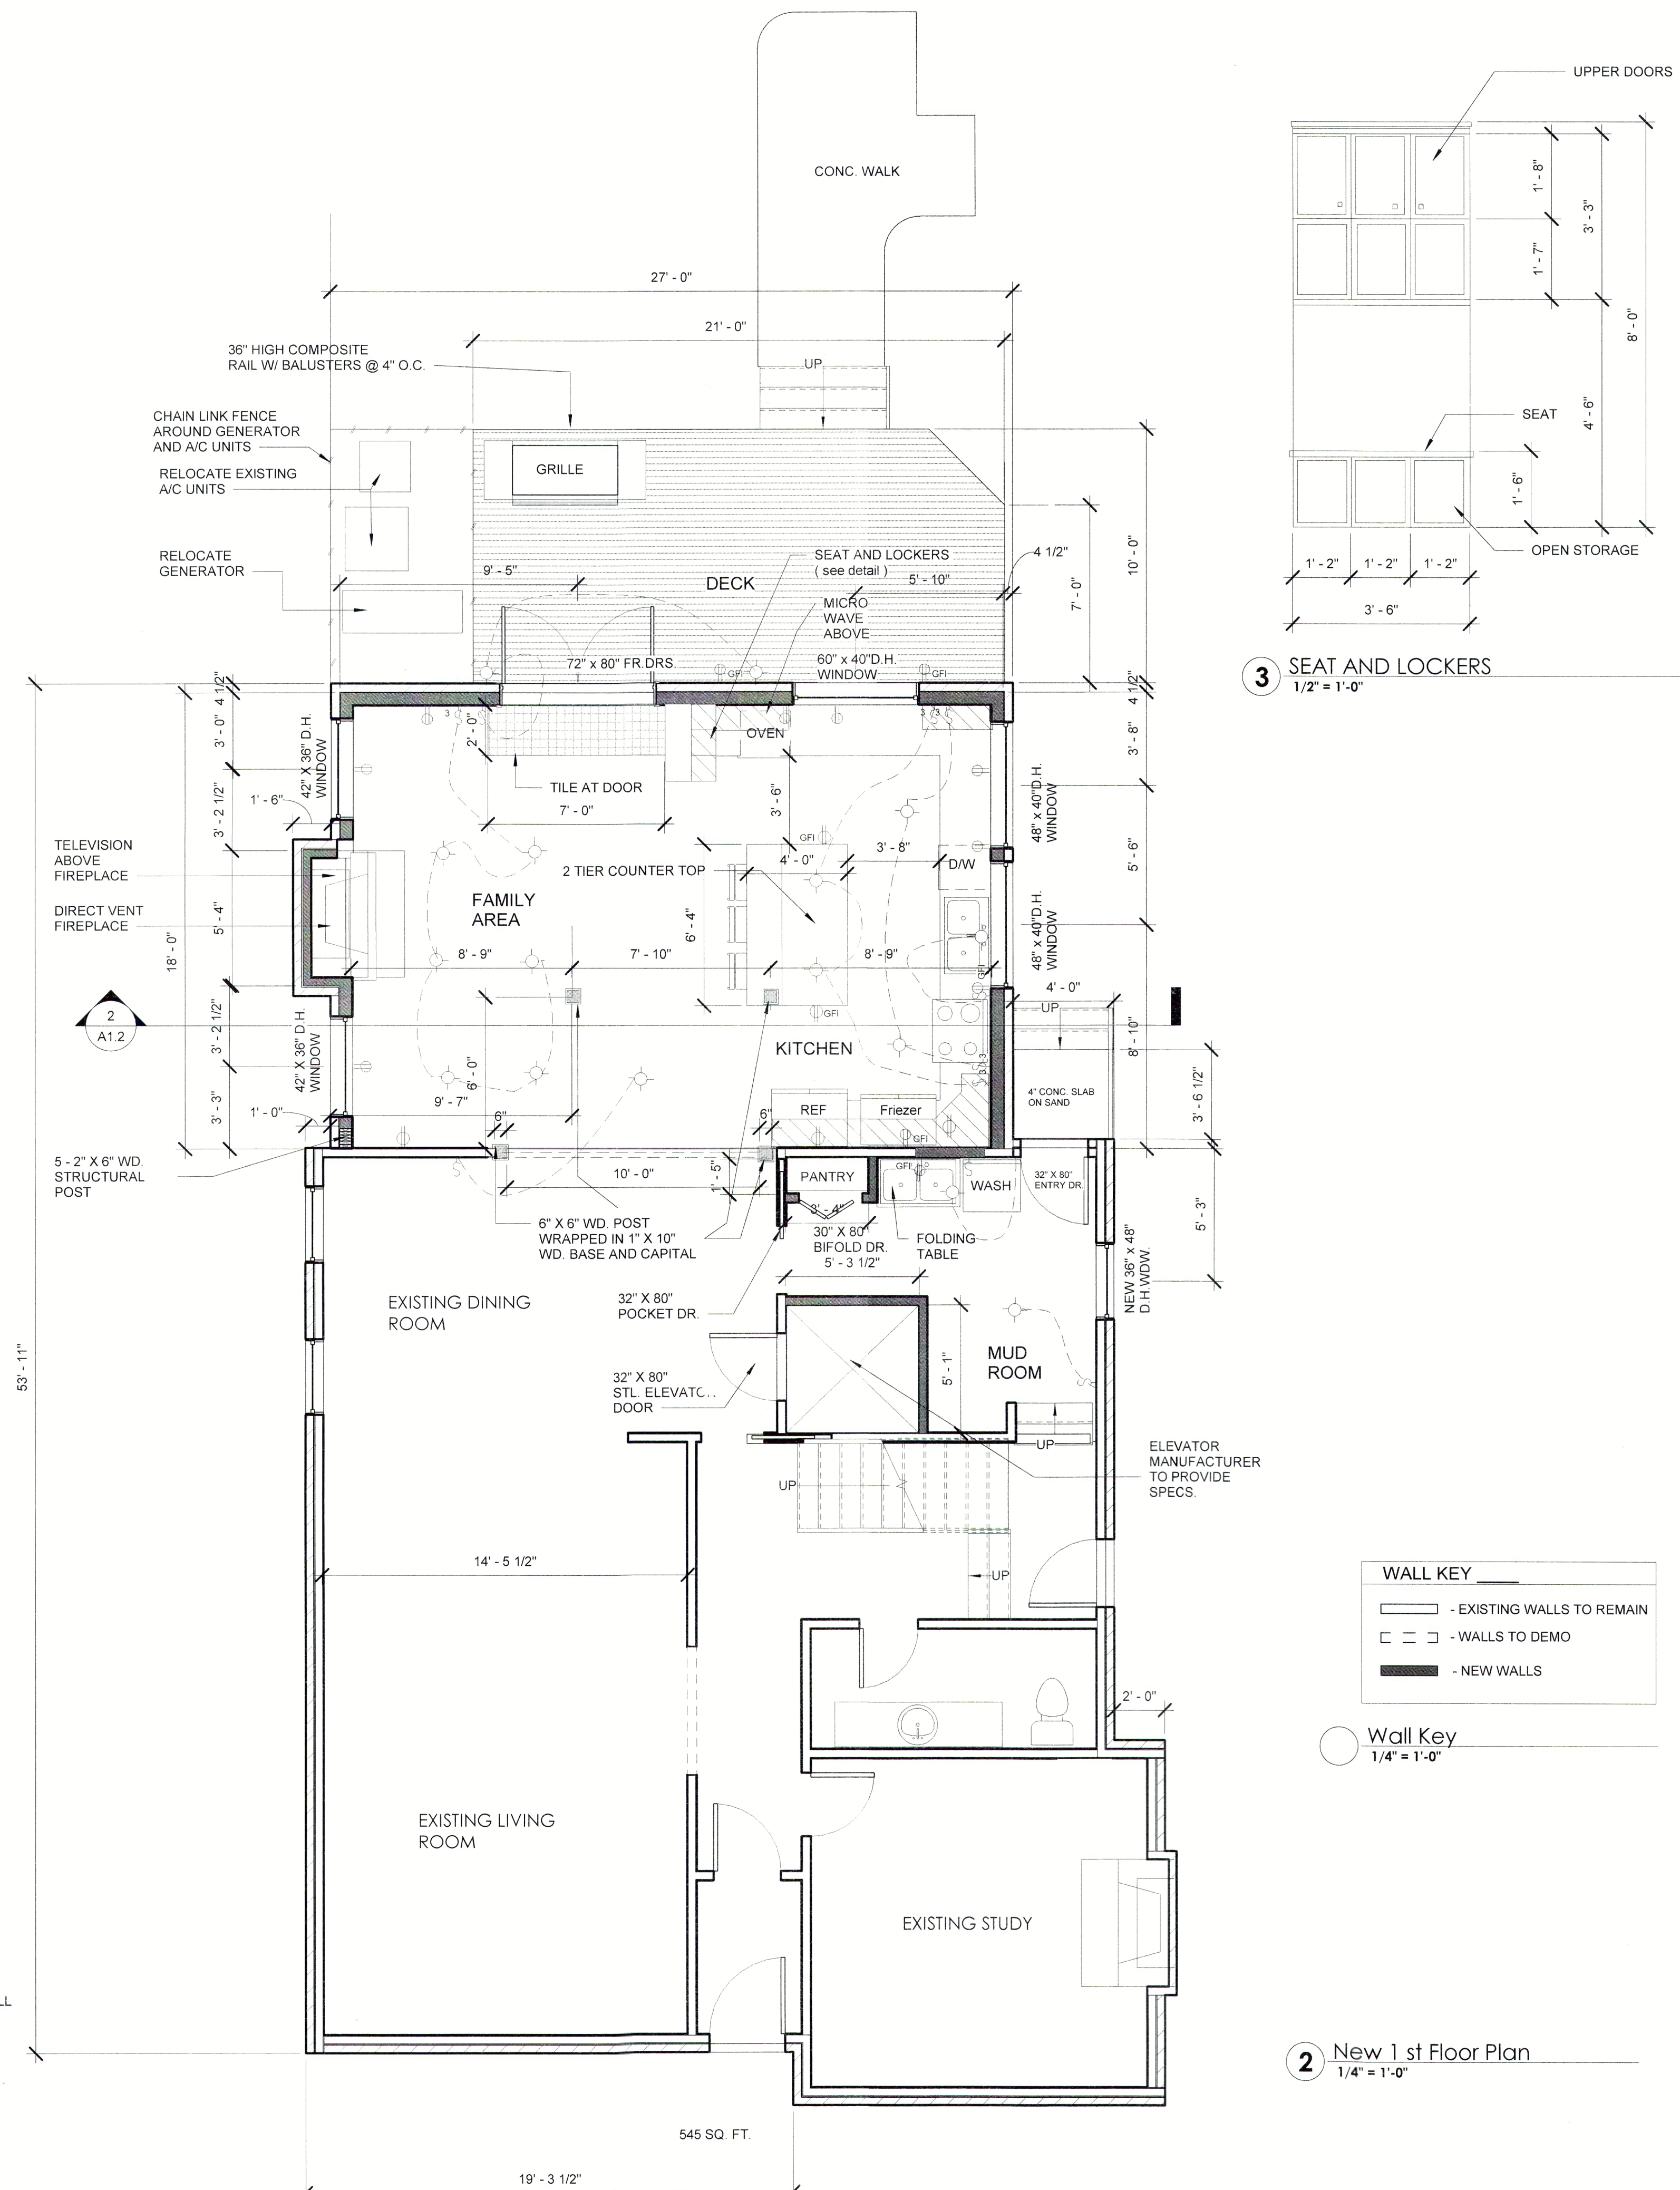 UPPER DOORS
CONC. WALK
1' - 8"
3' - 3"
1' - 7"
8' - 0"
4' - 6"
SEAT
1' - 6"
OPEN STORAGE
1' - 2"
1' - 2"
1' - 2"
3' - 6"
3
SEAT AND LOCKERS
1/2" = 1'-0"
27' - 0"
21' - 0"
36" HIGH COMPOSITE
RAIL W/ BALUSTERS @ 4" O.C.
UP
CHAIN LINK FENCE
AROUND GENERATOR
AND A/C UNITS
RELOCATE EXISTING
A/C UNITS
RELOCATE
GENERATOR
GRILLE
SEAT AND LOCKERS
( see detail )
4 1/2"
9' - 5"
DECK
5' - 10"
7' - 0"
10' - 0"
MICRO
WAVE
ABOVE
72" x 80" FR.DRS.
60" x 40"D.H.
WINDOW
GFI
GFI
4 1/2"
4 1/2"
3' - 0"
42" X 36" D.H.
WINDOW
3
2' - 0"
OVEN
3
3
3' - 8"
TILE AT DOOR
7' - 0"
3' - 6"
48" x 40"D.H.
WINDOW
1' - 6"
3' - 2 1/2"
TELEVISION
ABOVE
FIREPLACE
DIRECT VENT
FIREPLACE
GFI
4' - 0"
3' - 8"
D/W
2 TIER COUNTER TOP
5' - 6"
FAMILY
AREA
5' - 4"
18' - 0"
6' - 4"
8' - 9"
7' - 10"
8' - 9"
48" x 40"D.H.
WINDOW
GFI
4' - 0"
UP
2
A1.2
3' - 2 1/2"
42" X 36" D.H.
WINDOW
GFI
KITCHEN
8' - 10"
6' - 0"
9' - 7"
3
3
4" CONC. SLAB
ON SAND
3' - 6 1/2"
3' - 3"
1' - 0"
6"
6"
REF
Friezer
GFI
5 - 2" X 6" WD.
STRUCTURAL
POST
10' - 0"
1' - 5"
PANTRY
GFI
WASH
32" X 80"
ENTRY DR.
3' - 4"
5' - 3"
6" X 6" WD. POST
WRAPPED IN 1" X 10"
WD. BASE AND CAPITAL
30" X 80"
BIFOLD DR.
5' - 3 1/2"
FOLDING
TABLE
NEW 36" x 48"
D.H.WDW.
EXISTING DINING
ROOM
32" X 80"
POCKET DR.
53' - 11"
MUD
ROOM
5' - 1"
32" X 80"
STL. ELEVATO
DOOR
UP
UP
ELEVATOR
MANUFACTURER
TO PROVIDE
SPECS.
14' - 5 1/2"
UP
WALL KEY
- EXISTING WALLS TO REMAIN
- WALLS TO DEMO
- NEW WALLS
Wall Key
1/4" = 1'-0"
2' - 0"
EXISTING LIVING
ROOM
EXISTING STUDY
LL
2
New 1 st Floor Plan
1/4" = 1'-0"
545 SQ. FT.
19' - 3 1/2"